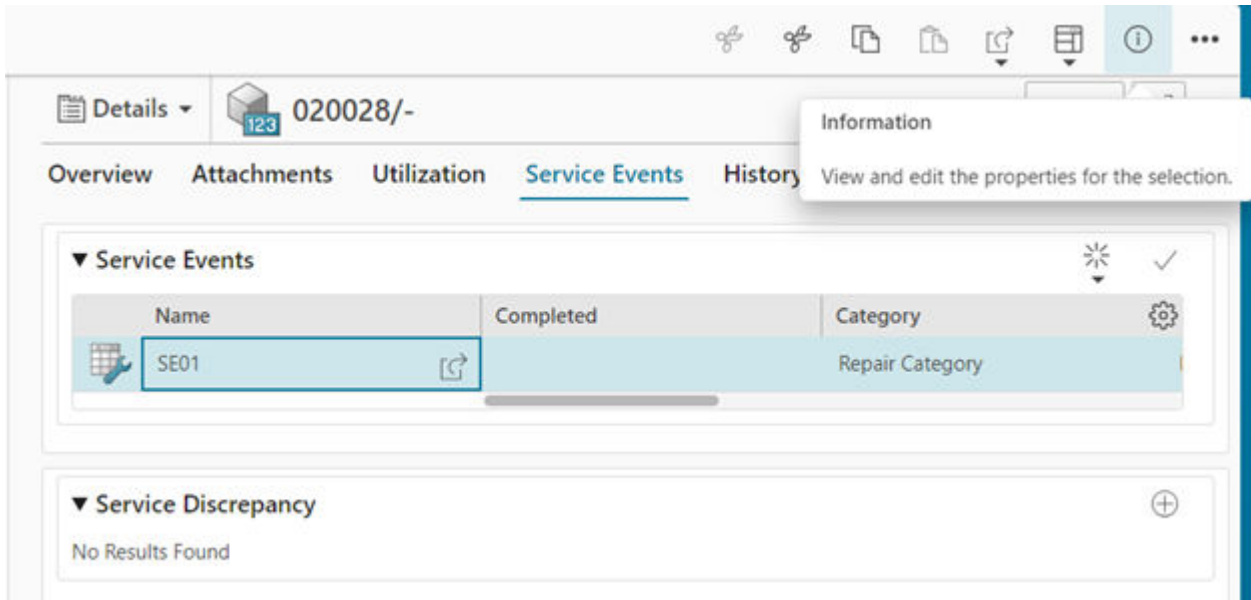 Details
123
020028/-
Information
View and edit the properties for the selection.
Overview Attachments Utilization Service Events History
Service Events
Name Completed Category
SE01 Repair Category
Service Discrepancy
No Results Found